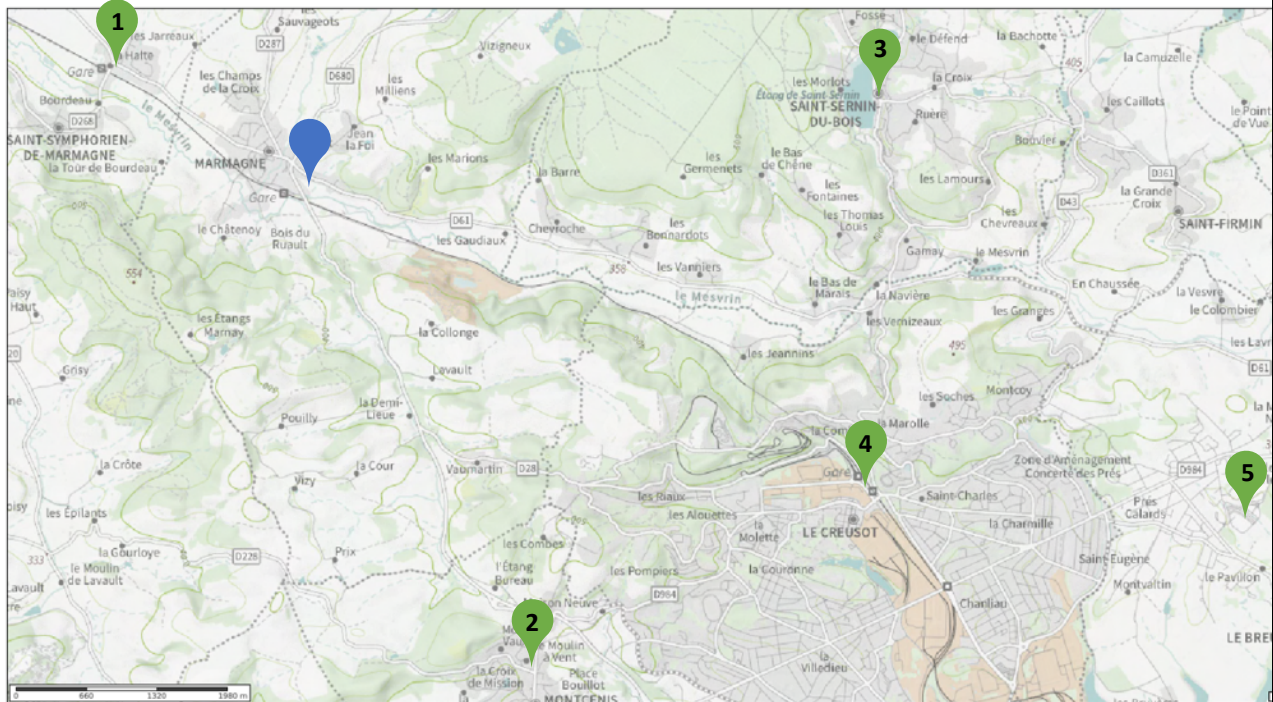 1
les Jarreaux
la Halte
Gare
Bourdeau
D268
SAINT-SYMPHORIEN-
DE-MARMAGNE
la Tour de Bourdeau
le Mesvrin
les
Sauvageots
D287
D680
les Champs
de la Croix
les
Milliens
Vizigneux
Jean
la Foi
MARMAGNE
Gare
les Marions
la Barre
le Châtenoy
Bois du
Ruault
D61
les Gaudiaux
Chevroche
les
Bonnardots
les
Germenets
le Bas
de Chêne
les
Fontaines
les Thomas
Louis
3
Fosse
le Défend
la Bachotte
405
la Camuzelle
les Morlots
Étang de Saint-Sernin
SAINT-SERNIN-
DU-BOIS
la Croix
Ruère
les Caillots
le Point
de Vue
Bouvier
les Lamours
D361
la Grande
Croix
D43
les
Chevreaux
SAINT-FIRMIN
Gamay
le Mesvrin
554
358
les Vanniers
le Mesvrin
le Bas de
Marais
la Navière
les Vernizeaux
En Chaussée
la Vesvre
le Colombier
les Granges
495
les Étangs
Marnay
la Collonge
les Jeannins
D61
Grisy
Lavault
la Demi-
Lieue
Pouilly
les Soches
Montcoy
la Marolle
4
Gare
Zone d'Aménagement
Concerté des Prés
D984
5
la Crôte
la Cour
Vaumartin
D28
Vizy
les Riaux
Saint-Charles
Prés
Calards
les Épilants
les Alouettes
la
Molette
LE CREUSOT
la Charmille
333
la Gourloye
D228
Prix
les Combes
le Moulin
de Lavault
l'Étang
Bureau
les Pompiers
la Couronne
Saint-Eugène
Montvaltin
le Pavillon
D984
Chanliau
2
le Moulin
à Vent
la Croix
de Mission
Place
Bouillot
MONTCENIS
la
Villedieu
0 660 1320 1980 m